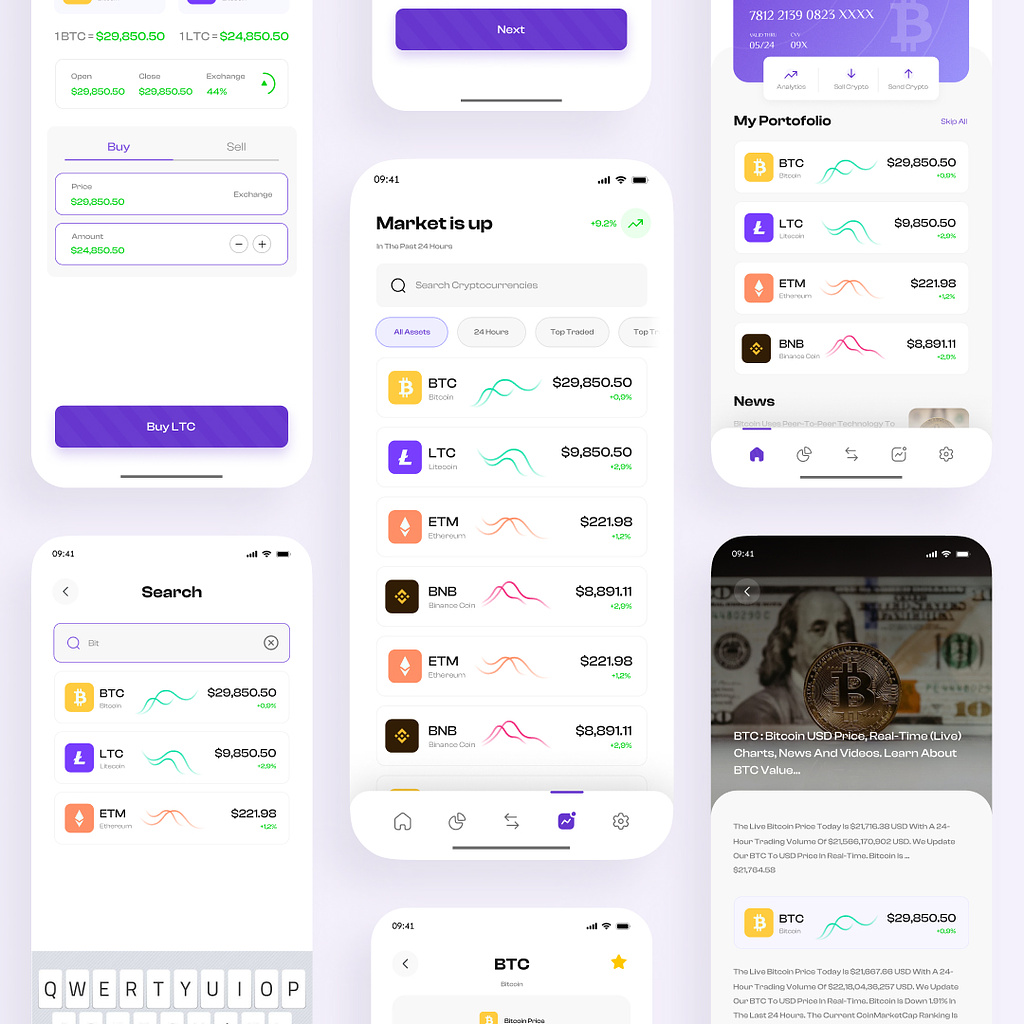 1 BTC = $29,850.50 1 LTC = $24,850.50
Open Close Exchange
$29,850.50 $29,850.50 44%
Buy Sell
Price
$29,850.50
Exchange
Amount
$24,850.50
Buy LTC
09:41
Search
Bit
BTC $29,850.50
Bitcoin +0,9%
LTC $9,850.50
Litecoin +2,9%
ETM $221.98
Ethereum +1,2%
Q W E R T Y U I O P
Next
09:41
Market is up +9.2%
In The Past 24 Hours
Search Cryptocurrencies
All Assets 24 Hours Top Traded Top Tr
BTC $29,850.50
Bitcoin +0,9%
LTC $9,850.50
Litecoin +2,9%
ETM $221.98
Ethereum +1,2%
BNB $8,891.11
Binance Coin +2,9%
ETM $221.98
Ethereum +1,2%
BNB $8,891.11
Binance Coin +2,9%
09:41
BTC
Bitcoin
Bitcoin Price
7812 2139 0823 XXXX
VALID THRU CVV
05/24 09X
Analytics Sell Crypto Send Crypto
My Portofolio Skip All
BTC $29,850.50
Bitcoin +0,9%
LTC $9,850.50
Litecoin +2,9%
ETM $221.98
Ethereum +1,2%
BNB $8,891.11
Binance Coin +2,9%
News
Bitcoin Uses Peer-To-Peer Technology To
09:41
BTC : Bitcoin USD Price, Real-Time (Live)
Charts, News And Videos. Learn About
BTC Value...
The Live Bitcoin Price Today Is $21,716.38 USD With A 24-
Hour Trading Volume Of $21,566,170,902 USD. We Update
Our BTC To USD Price In Real-Time. Bitcoin Is ...
$21,764.58
BTC $29,850.50
Bitcoin +0,9%
The Live Bitcoin Price Today Is $21,667.66 USD With A 24-
Hour Trading Volume Of $22,18,04,36,257 USD. We Update
Our BTC To USD Price In Real-Time. Bitcoin Is Down 1.91% In
The Last 24 Hours. The Current CoinMarketCap Ranking Is